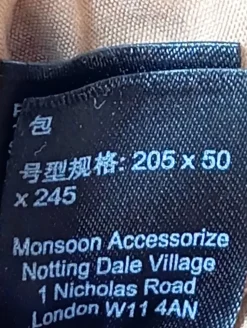 包
号型规格: 205 x 50
x 245
Monsoon Accessorize
Notting Dale Village
1 Nicholas Road
London W11 4AN